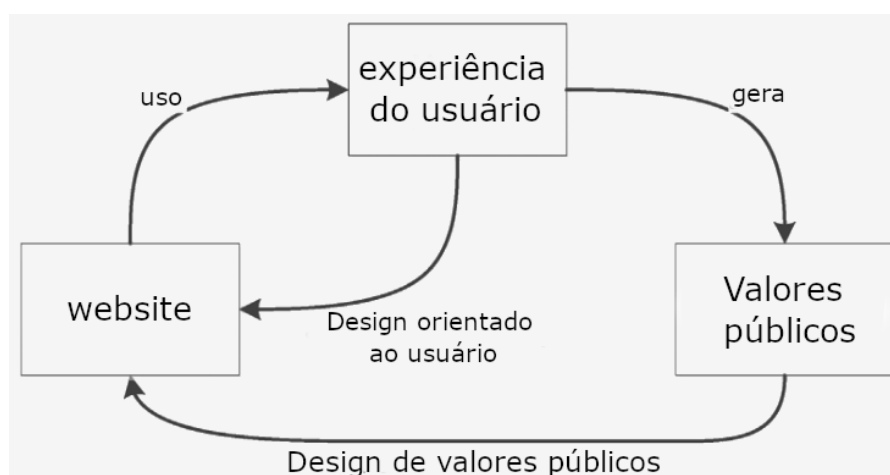 experiência
do usuário
uso
gera
website
Valores
públicos
Design orientado
ao usuário
Design de valores públicos